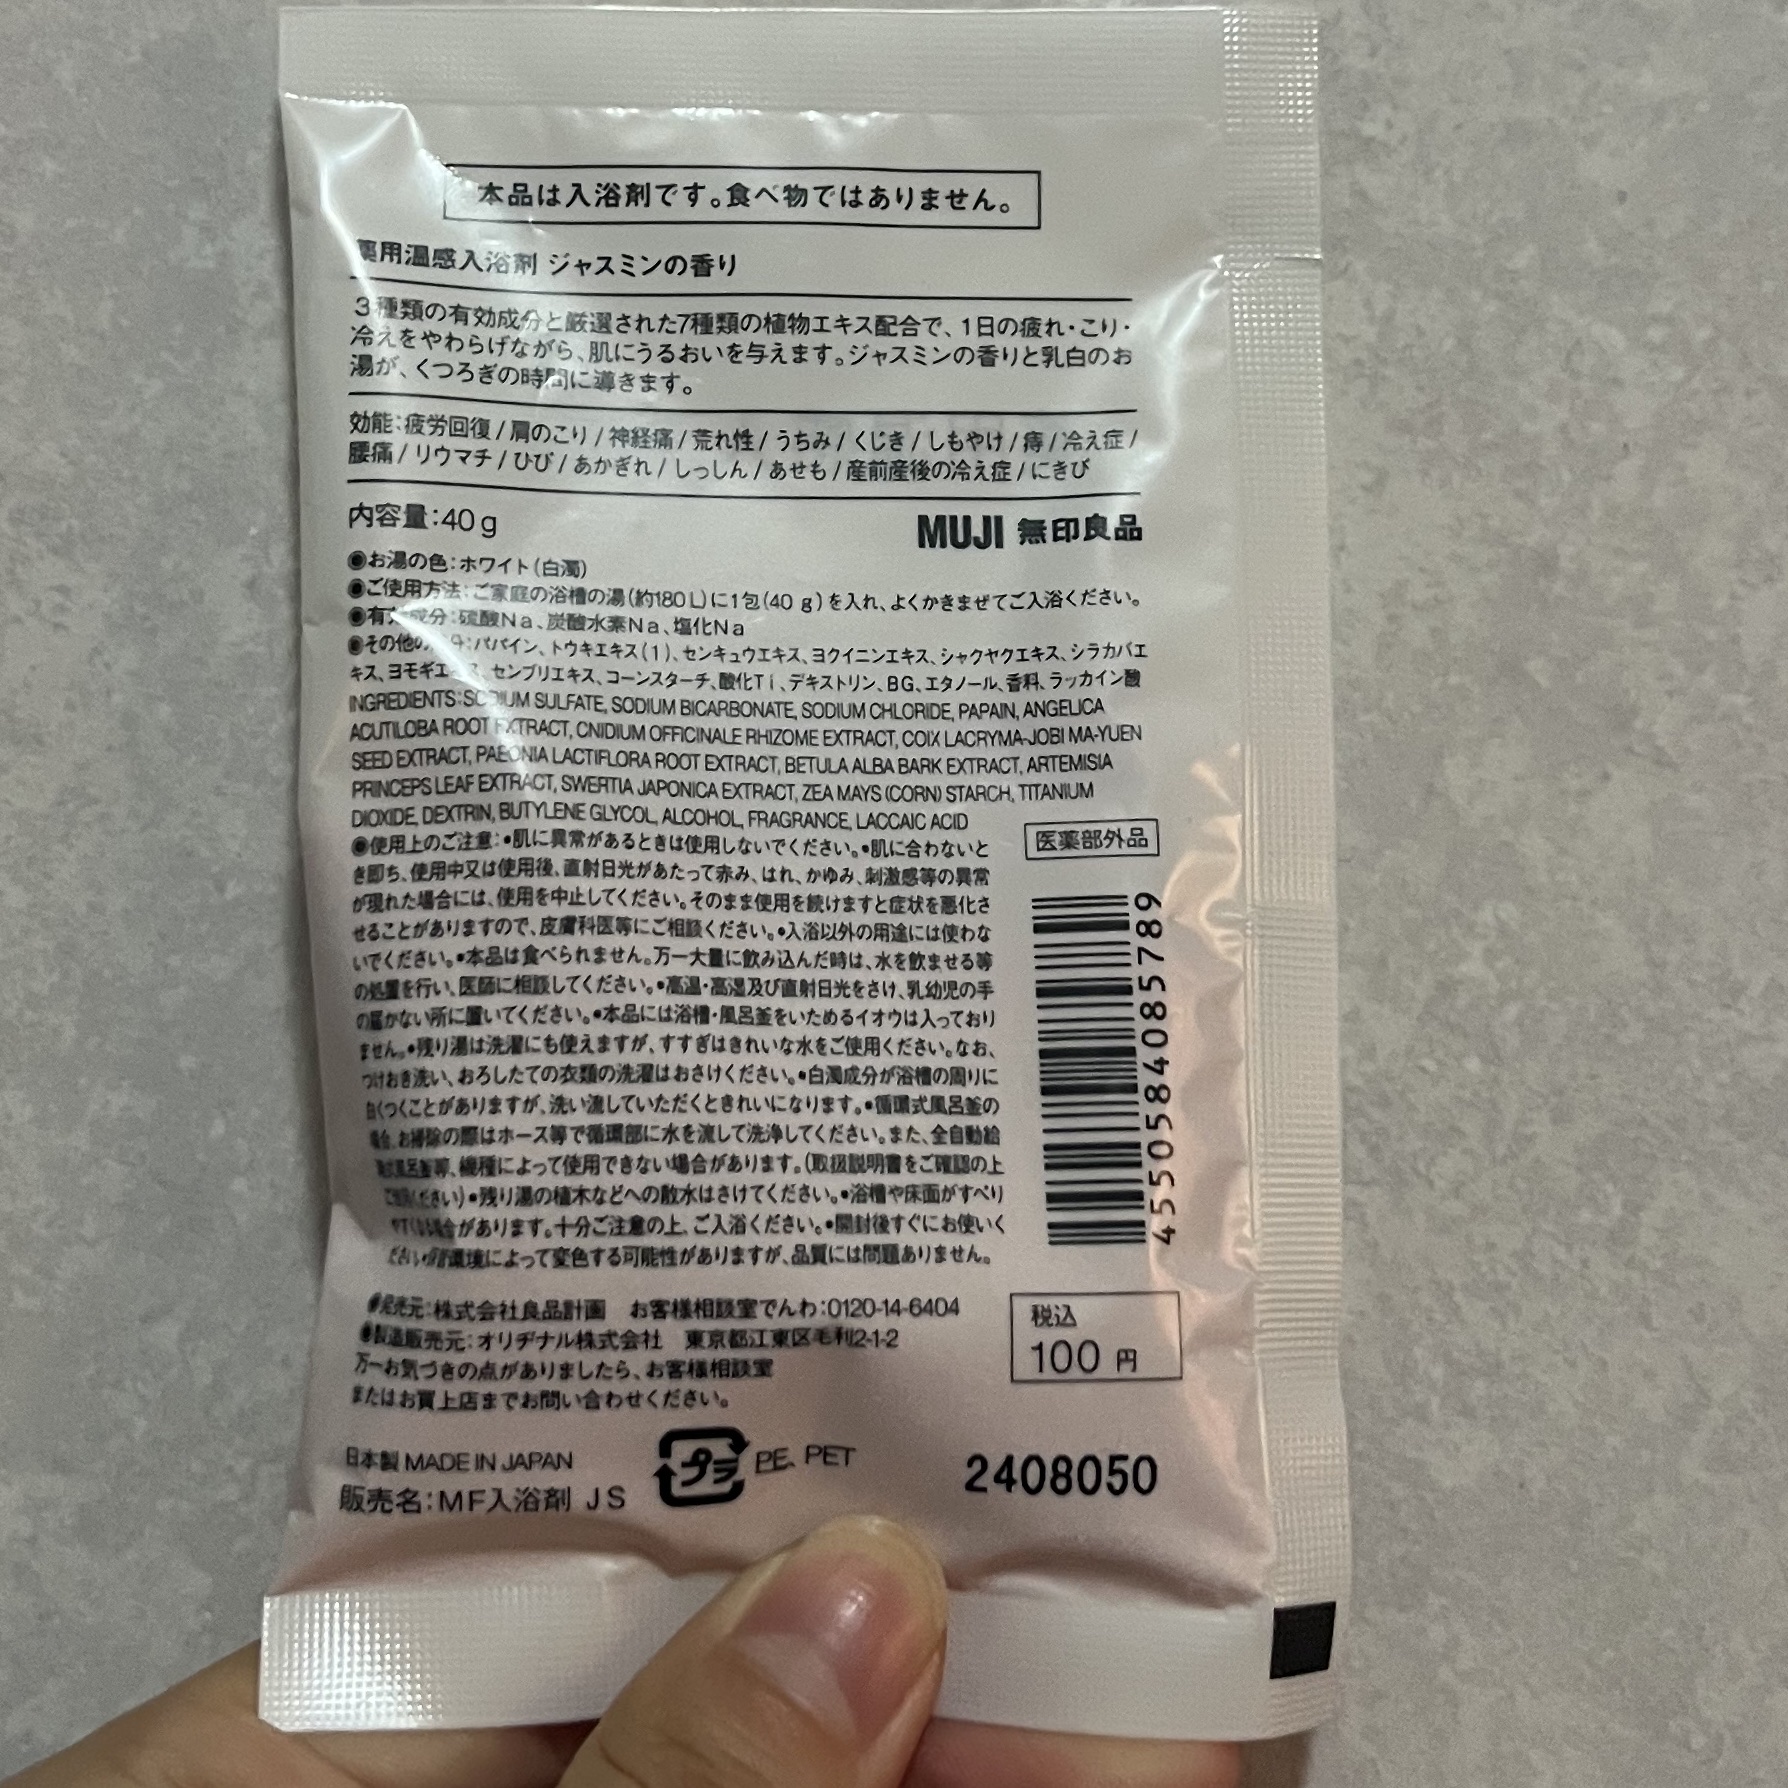 本品は入浴剤です。食べ物ではありません。
薬用温感入浴剤 ジャスミンの香り
3種類の有効成分と厳選された7種類の植物エキス配合で、1日の疲れ・こり・
冷えをやわらげながら、肌にうるおいを与えます。ジャスミンの香りと乳白のお
湯が、くつろぎの時間に導きます。
効能:疲労回復/肩のこり/神経痛/荒れ性/うちみ/くじき/しもやけ/痔/冷え症/
腰痛/リウマチ/ひび/あかぎれ/しっしん/あせも/産前産後の冷え症/にきび
内容量:40g
MUJI 無印良品
◉お湯の色:ホワイト(白濁)
◉ご使用方法:ご家庭の浴槽の湯(約180L)に1包(40 g)を入れ、よくかきまぜてご入浴ください。
◉有効成分:硫酸Na、炭酸水素Na、塩化Na
◉その他の成分:パパイン、トウキエキス(1)、センキュウエキス、ヨクイニンエキス、シャクヤクエキス、シラカバエ
キス、ヨモギエキス、センブリエキス、コーンスターチ、酸化Ti、デキストリン、BG、エタノール、香料、ラッカイン酸
INGREDIENTS:SODIUM SULFATE, SODIUM BICARBONATE, SODIUM CHLORIDE, PAPAIN, ANGELICA
ACUTILOBA ROOT EXTRACT, CNIDIUM OFFICINALE RHIZOME EXTRACT, COIX LACRYMA-JOBI MA-YUEN
SEED EXTRACT, PAEONIA LACTIFLORA ROOT EXTRACT, BETULA ALBA BARK EXTRACT, ARTEMISIA
PRINCEPS LEAF EXTRACT, SWERTIA JAPONICA EXTRACT, ZEA MAYS (CORN) STARCH, TITANIUM
DIOXIDE, DEXTRIN, BUTYLENE GLYCOL, ALCOHOL, FRAGRANCE, LACCAIC ACID
◉使用上のご注意:•肌に異常があるときは使用しないでください。•肌に合わないと
き即ち、使用中又は使用後、直射日光があたって赤み、はれ、かゆみ、刺激感等の異常
が現れた場合には、使用を中止してください。そのまま使用を続けますと症状を悪化さ
せることがありますので、皮膚科医等にご相談ください。•入浴以外の用途には使わな
いでください。•本品は食べられません。万一大量に飲み込んだ時は、水を飲ませる等
の処置を行い、医師に相談してください。•高温・高湿及び直射日光をさけ、乳幼児の手
の届かない所に置いてください。•本品には浴槽・風呂釜をいためるイオウは入っており
ません。•残り湯は洗濯にも使えますが、すすぎはきれいな水をご使用ください。なお、
つけおき洗い、おろしたての衣類の洗濯はおさけください。•白濁成分が浴槽の周りに
白くつくことがありますが、洗い流していただくときれいになります。•循環式風呂釜の
場合、お掃除の際はホース等で循環部に水を流して洗浄してください。また、全自動給
湯式風呂釜等、機種によって使用できない場合があります。(取扱説明書をご確認の上
ご使用ください)•残り湯の植木などへの散水はさけてください。•浴槽や床面がすべり
やすくなる場合があります。十分ご注意の上、ご入浴ください。•開封後すぐにお使いく
ださい。保管環境によって変色する可能性がありますが、品質には問題ありません。
医薬部外品
4550584085789
◉発売元:株式会社良品計画 お客様相談室でんわ:0120-14-6404
◉製造販売元:オリヂナル株式会社 東京都江東区毛利2-1-2
万一お気づきの点がありましたら、お客様相談室
またはお買上店までお問い合わせください。
税込
100 円
日本製 MADE IN JAPAN
販売名:MF入浴剤 JS
プラ
PE、PET
2408050